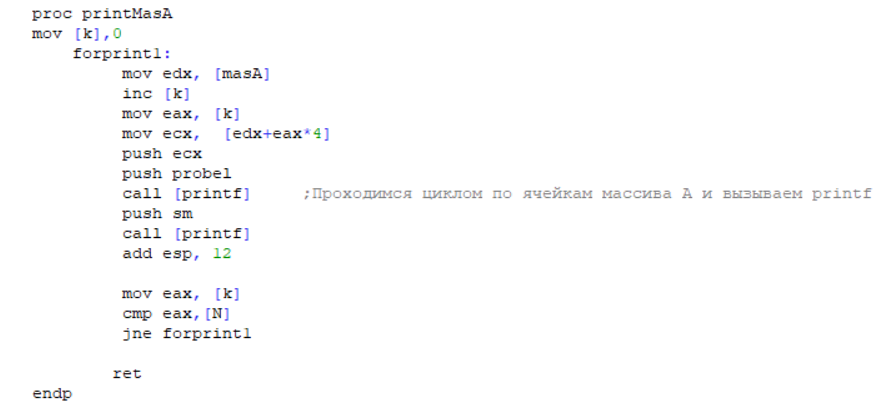 proc printMasA
mov [k],0
forprint1:
mov edx, [masA]
inc [k]
mov eax, [k]
mov ecx, [edx+eax*4]
push ecx
push probel
call [printf] ;Проходимся циклом по ячейкам массива А и вызываем printf
push sm
call [printf]
add esp, 12
mov eax, [k]
cmp eax,[N]
jne forprint1
ret
endp